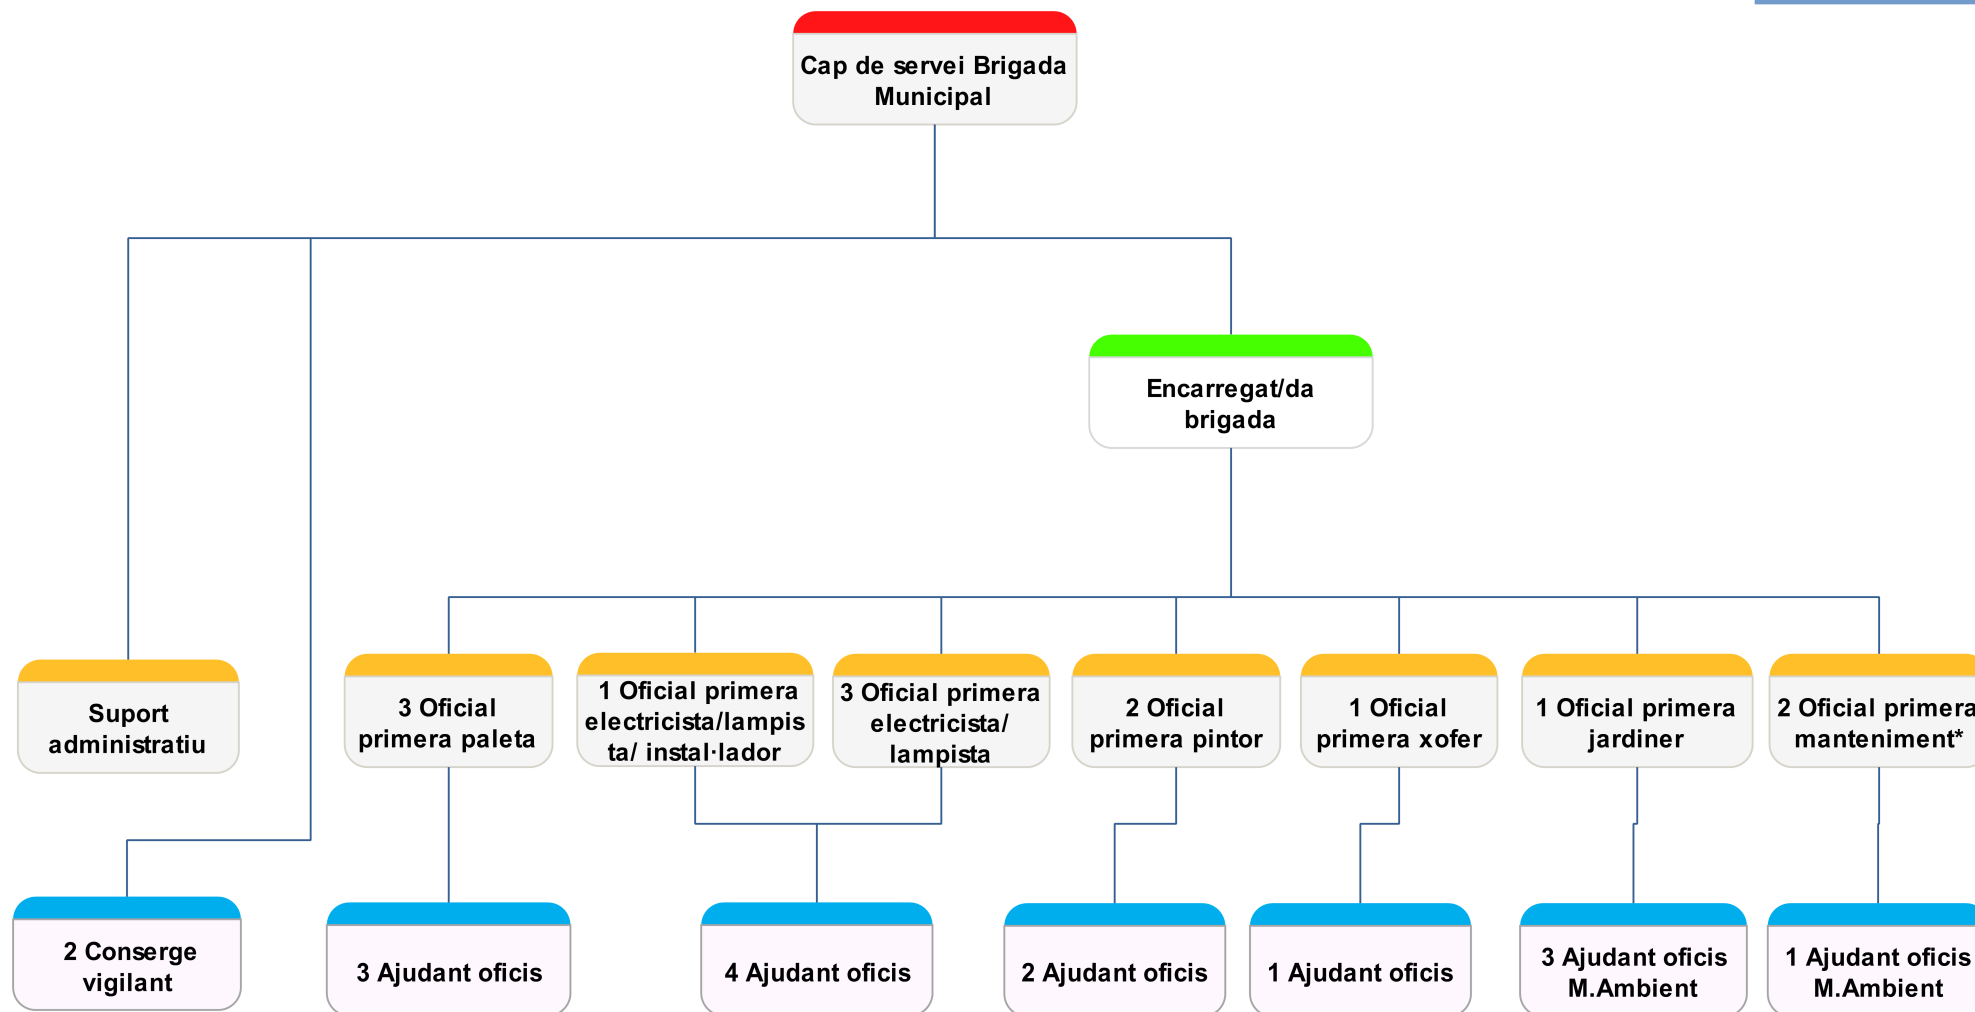 Cap de servei Brigada
Municipal
Encarregat/da
brigada
Suport
administratiu
3 Oficial
primera paleta
1 Oficial primera
electricista/lampis
ta/ instal·lador
3 Oficial primera
electricista/
lampista
2 Oficial
primera pintor
1 Oficial
primera xofer
1 Oficial primera
jardiner
2 Oficial primera
manteniment*
2 Conserge
vigilant
3 Ajudant oficis
4 Ajudant oficis
2 Ajudant oficis
1 Ajudant oficis
3 Ajudant oficis
M.Ambient
1 Ajudant oficis
M.Ambient